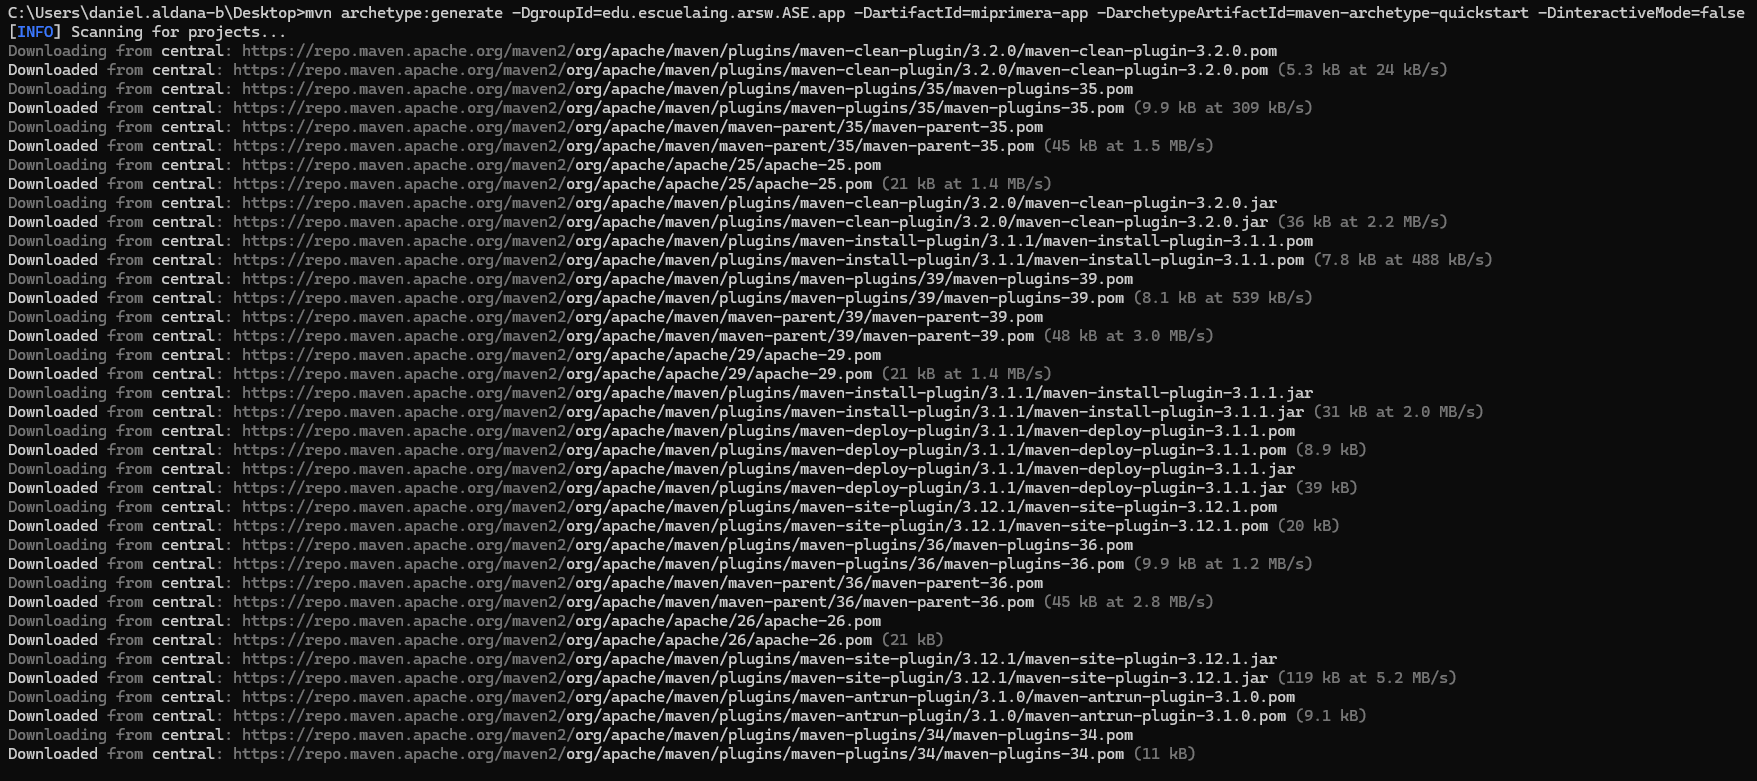 C:\Users\daniel.aldana-b\Desktop>mvn archetype:generate -DgroupId=edu.escuelaing.arsw.ASE.app -DartifactId=miprimera-app -DarchetypeArtifactId=maven-archetype-quickstart -DinteractiveMode=false
[INFO] Scanning for projects...
Downloading from central: https://repo.maven.apache.org/maven2/org/apache/maven/plugins/maven-clean-plugin/3.2.0/maven-clean-plugin-3.2.0.pom
Downloaded from central: https://repo.maven.apache.org/maven2/org/apache/maven/plugins/maven-clean-plugin/3.2.0/maven-clean-plugin-3.2.0.pom (5.3 kB at 24 kB/s)
Downloading from central: https://repo.maven.apache.org/maven2/org/apache/maven/plugins/maven-plugins/35/maven-plugins-35.pom
Downloaded from central: https://repo.maven.apache.org/maven2/org/apache/maven/plugins/maven-plugins/35/maven-plugins-35.pom (9.9 kB at 309 kB/s)
Downloading from central: https://repo.maven.apache.org/maven2/org/apache/maven/maven-parent/35/maven-parent-35.pom
Downloaded from central: https://repo.maven.apache.org/maven2/org/apache/maven/maven-parent/35/maven-parent-35.pom (45 kB at 1.5 MB/s)
Downloading from central: https://repo.maven.apache.org/maven2/org/apache/apache/25/apache-25.pom
Downloaded from central: https://repo.maven.apache.org/maven2/org/apache/apache/25/apache-25.pom (21 kB at 1.4 MB/s)
Downloading from central: https://repo.maven.apache.org/maven2/org/apache/maven/plugins/maven-clean-plugin/3.2.0/maven-clean-plugin-3.2.0.jar
Downloaded from central: https://repo.maven.apache.org/maven2/org/apache/maven/plugins/maven-clean-plugin/3.2.0/maven-clean-plugin-3.2.0.jar (36 kB at 2.2 MB/s)
Downloading from central: https://repo.maven.apache.org/maven2/org/apache/maven/plugins/maven-install-plugin/3.1.1/maven-install-plugin-3.1.1.pom
Downloaded from central: https://repo.maven.apache.org/maven2/org/apache/maven/plugins/maven-install-plugin/3.1.1/maven-install-plugin-3.1.1.pom (7.8 kB at 488 kB/s)
Downloading from central: https://repo.maven.apache.org/maven2/org/apache/maven/plugins/maven-plugins/39/maven-plugins-39.pom
Downloaded from central: https://repo.maven.apache.org/maven2/org/apache/maven/plugins/maven-plugins/39/maven-plugins-39.pom (8.1 kB at 539 kB/s)
Downloading from central: https://repo.maven.apache.org/maven2/org/apache/maven/maven-parent/39/maven-parent-39.pom
Downloaded from central: https://repo.maven.apache.org/maven2/org/apache/maven/maven-parent/39/maven-parent-39.pom (48 kB at 3.0 MB/s)
Downloading from central: https://repo.maven.apache.org/maven2/org/apache/apache/29/apache-29.pom
Downloaded from central: https://repo.maven.apache.org/maven2/org/apache/apache/29/apache-29.pom (21 kB at 1.4 MB/s)
Downloading from central: https://repo.maven.apache.org/maven2/org/apache/maven/plugins/maven-install-plugin/3.1.1/maven-install-plugin-3.1.1.jar
Downloaded from central: https://repo.maven.apache.org/maven2/org/apache/maven/plugins/maven-install-plugin/3.1.1/maven-install-plugin-3.1.1.jar (31 kB at 2.0 MB/s)
Downloading from central: https://repo.maven.apache.org/maven2/org/apache/maven/plugins/maven-deploy-plugin/3.1.1/maven-deploy-plugin-3.1.1.pom
Downloaded from central: https://repo.maven.apache.org/maven2/org/apache/maven/plugins/maven-deploy-plugin/3.1.1/maven-deploy-plugin-3.1.1.pom (8.9 kB)
Downloading from central: https://repo.maven.apache.org/maven2/org/apache/maven/plugins/maven-deploy-plugin/3.1.1/maven-deploy-plugin-3.1.1.jar
Downloaded from central: https://repo.maven.apache.org/maven2/org/apache/maven/plugins/maven-deploy-plugin/3.1.1/maven-deploy-plugin-3.1.1.jar (39 kB)
Downloading from central: https://repo.maven.apache.org/maven2/org/apache/maven/plugins/maven-site-plugin/3.12.1/maven-site-plugin-3.12.1.pom
Downloaded from central: https://repo.maven.apache.org/maven2/org/apache/maven/plugins/maven-site-plugin/3.12.1/maven-site-plugin-3.12.1.pom (20 kB)
Downloading from central: https://repo.maven.apache.org/maven2/org/apache/maven/plugins/maven-plugins/36/maven-plugins-36.pom
Downloaded from central: https://repo.maven.apache.org/maven2/org/apache/maven/plugins/maven-plugins/36/maven-plugins-36.pom (9.9 kB at 1.2 MB/s)
Downloading from central: https://repo.maven.apache.org/maven2/org/apache/maven/maven-parent/36/maven-parent-36.pom
Downloaded from central: https://repo.maven.apache.org/maven2/org/apache/maven/maven-parent/36/maven-parent-36.pom (45 kB at 2.8 MB/s)
Downloading from central: https://repo.maven.apache.org/maven2/org/apache/apache/26/apache-26.pom
Downloaded from central: https://repo.maven.apache.org/maven2/org/apache/apache/26/apache-26.pom (21 kB)
Downloading from central: https://repo.maven.apache.org/maven2/org/apache/maven/plugins/maven-site-plugin/3.12.1/maven-site-plugin-3.12.1.jar
Downloaded from central: https://repo.maven.apache.org/maven2/org/apache/maven/plugins/maven-site-plugin/3.12.1/maven-site-plugin-3.12.1.jar (119 kB at 5.2 MB/s)
Downloading from central: https://repo.maven.apache.org/maven2/org/apache/maven/plugins/maven-antrun-plugin/3.1.0/maven-antrun-plugin-3.1.0.pom
Downloaded from central: https://repo.maven.apache.org/maven2/org/apache/maven/plugins/maven-antrun-plugin/3.1.0/maven-antrun-plugin-3.1.0.pom (9.1 kB)
Downloading from central: https://repo.maven.apache.org/maven2/org/apache/maven/plugins/maven-plugins/34/maven-plugins-34.pom
Downloaded from central: https://repo.maven.apache.org/maven2/org/apache/maven/plugins/maven-plugins/34/maven-plugins-34.pom (11 kB)